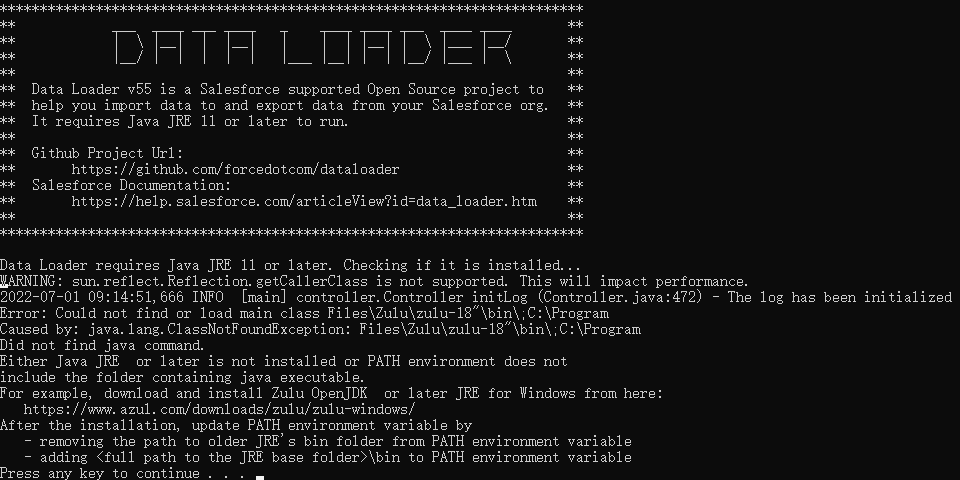 **************************************************************************
** DATA LOADER **
** **
** Data Loader v55 is a Salesforce supported Open Source project to **
** help you import data to and export data from your Salesforce org. **
** It requires Java JRE 11 or later to run. **
** **
** Github Project Url: **
** https://github.com/forcedotcom/dataloader **
** Salesforce Documentation: **
** https://help.salesforce.com/articleView?id=data_loader.htm **
** **
**************************************************************************
Data Loader requires Java JRE 11 or later. Checking if it is installed...
WARNING: sun.reflect.Reflection.getCallerClass is not supported. This will impact performance.
2022-07-01 09:14:51,666 INFO [main] controller.Controller initLog (Controller.java:472) - The log has been initialized
Error: Could not find or load main class Files\Zulu\zulu-18"\bin\;C:\Program
Caused by: java.lang.ClassNotFoundException: Files\Zulu\zulu-18"\bin\;C:\Program
Did not find java command.
Either Java JRE  or later is not installed or PATH environment does not
include the folder containing java executable.
For example, download and install Zulu OpenJDK  or later JRE for Windows from here:
https://www.azul.com/downloads/zulu/zulu-windows/
After the installation, update PATH environment variable by
- removing the path to older JRE's bin folder from PATH environment variable
- adding <full path to the JRE base folder>\bin to PATH environment variable
Press any key to continue . . .